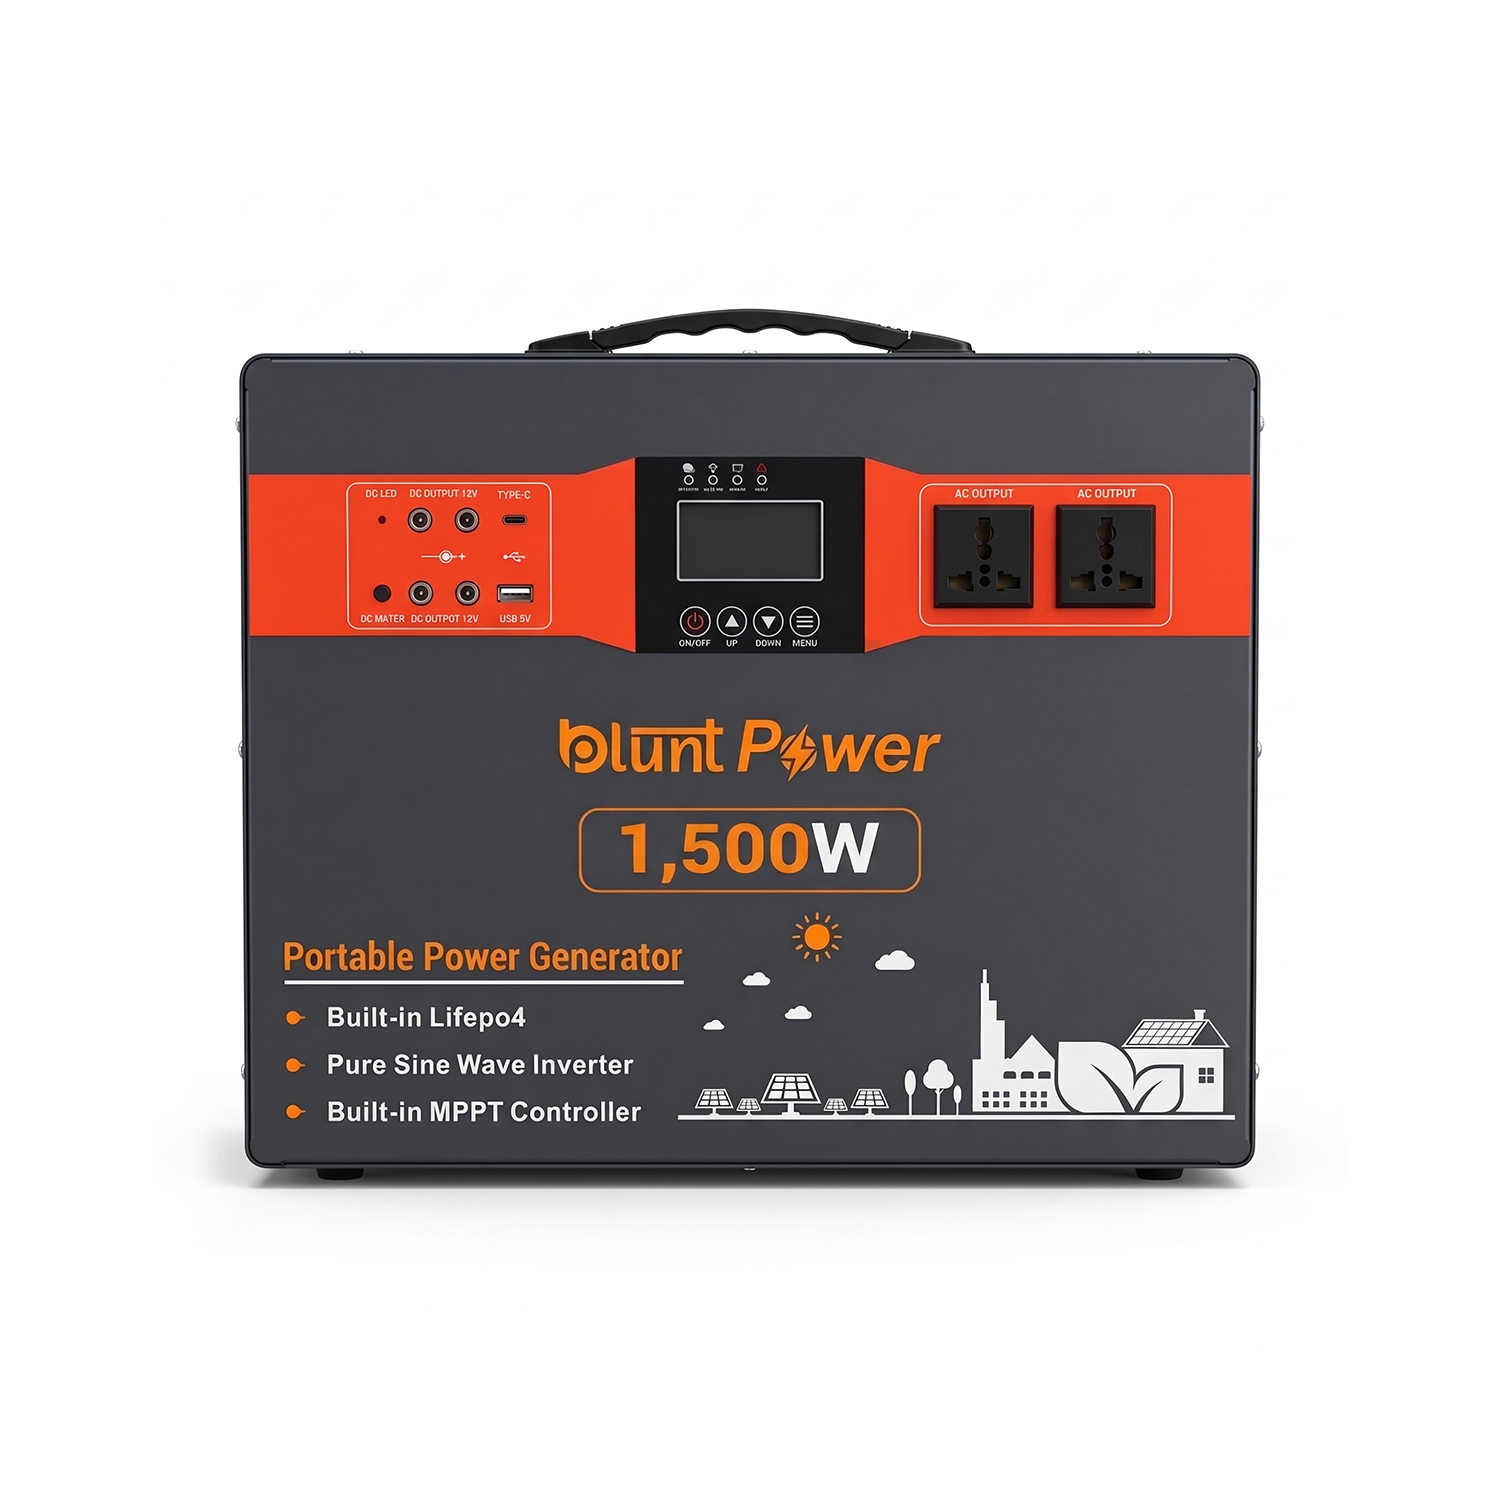 DC LED DC OUTPUT 12V TYPE-C
DC MATER DC OUTPOT 12V USB 5V
ON/OFF UP DOWN MENU
AC OUTPUT AC OUTPUT
blunt Power
1,500W
Portable Power Generator
Built-in Lifepo4
Pure Sine Wave Inverter
Built-in MPPT Controller